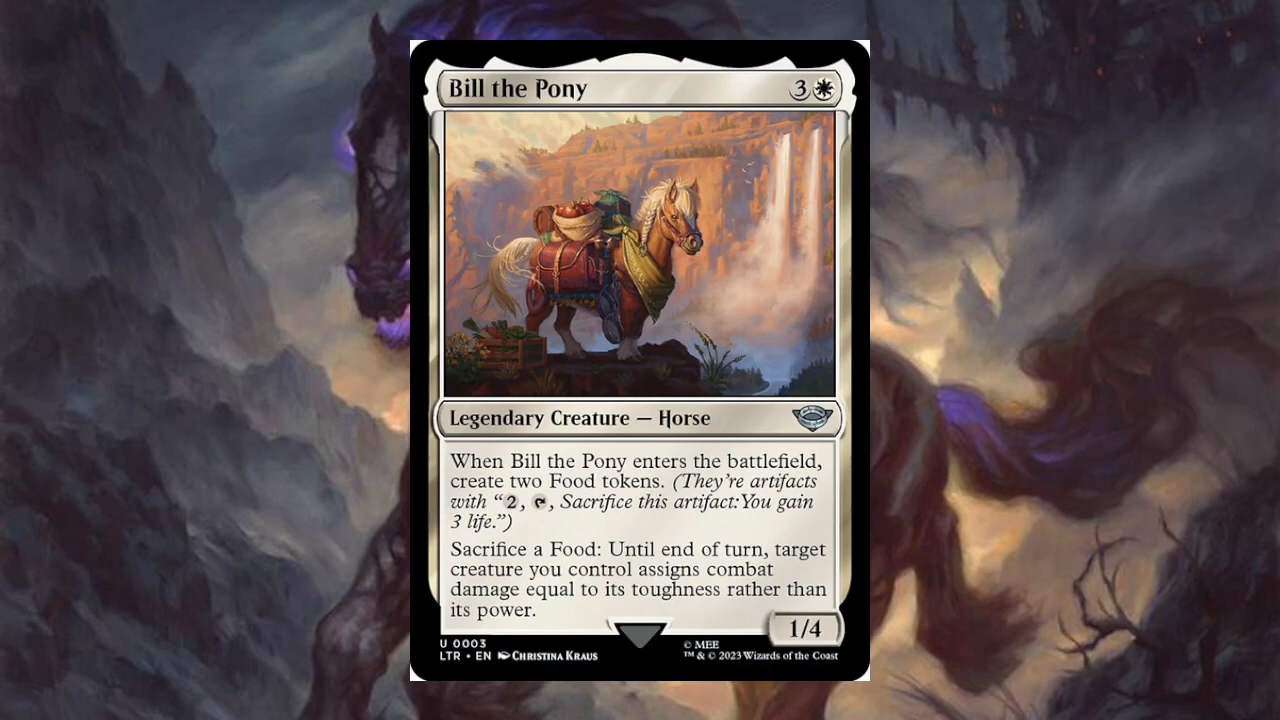 Bill the Pony 3
Legendary Creature — Horse
When Bill the Pony enters the battlefield,
create two Food tokens. (They're artifacts
with “2, , Sacrifice this artifact:You gain
3 life.”)
Sacrifice a Food: Until end of turn, target
creature you control assigns combat
damage equal to its toughness rather than
its power.
1/4
U 0003
LTR • EN Christina Kraus
© MEE
™ & © 2023 Wizards of the Coast